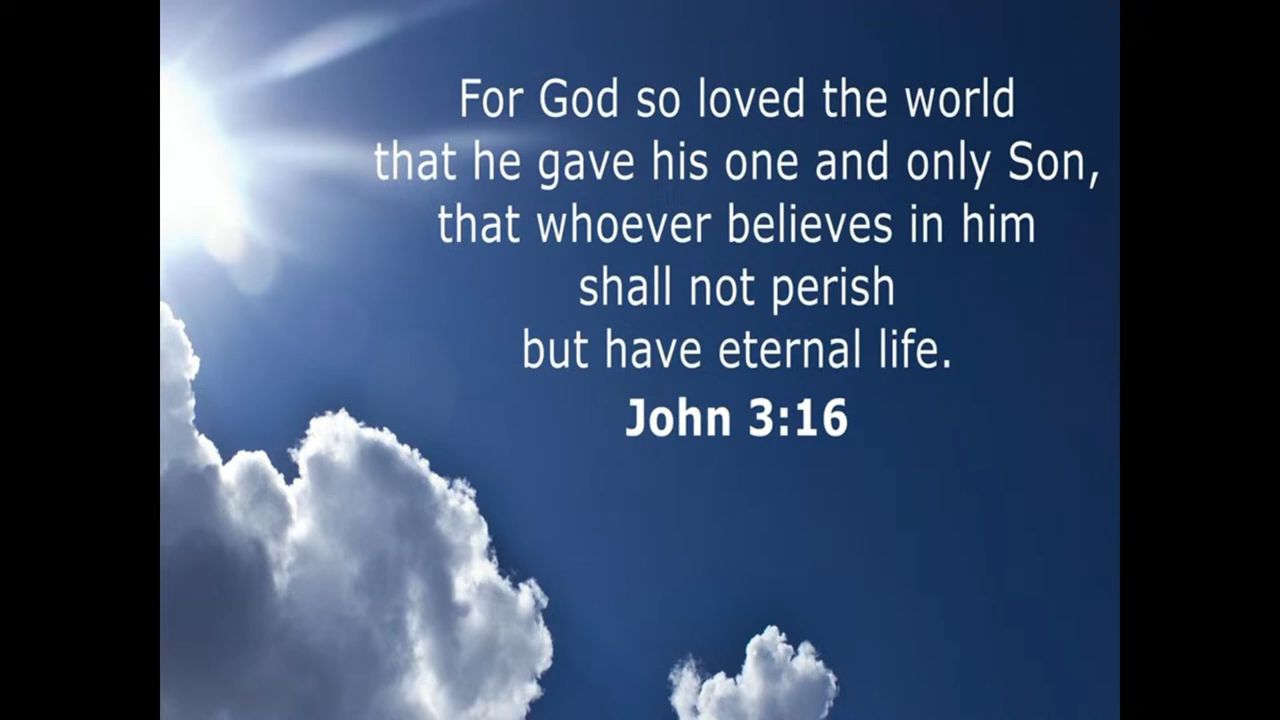 For God so loved the world
that he gave his one and only Son,
that whoever believes in him
shall not perish
but have eternal life.
John 3:16